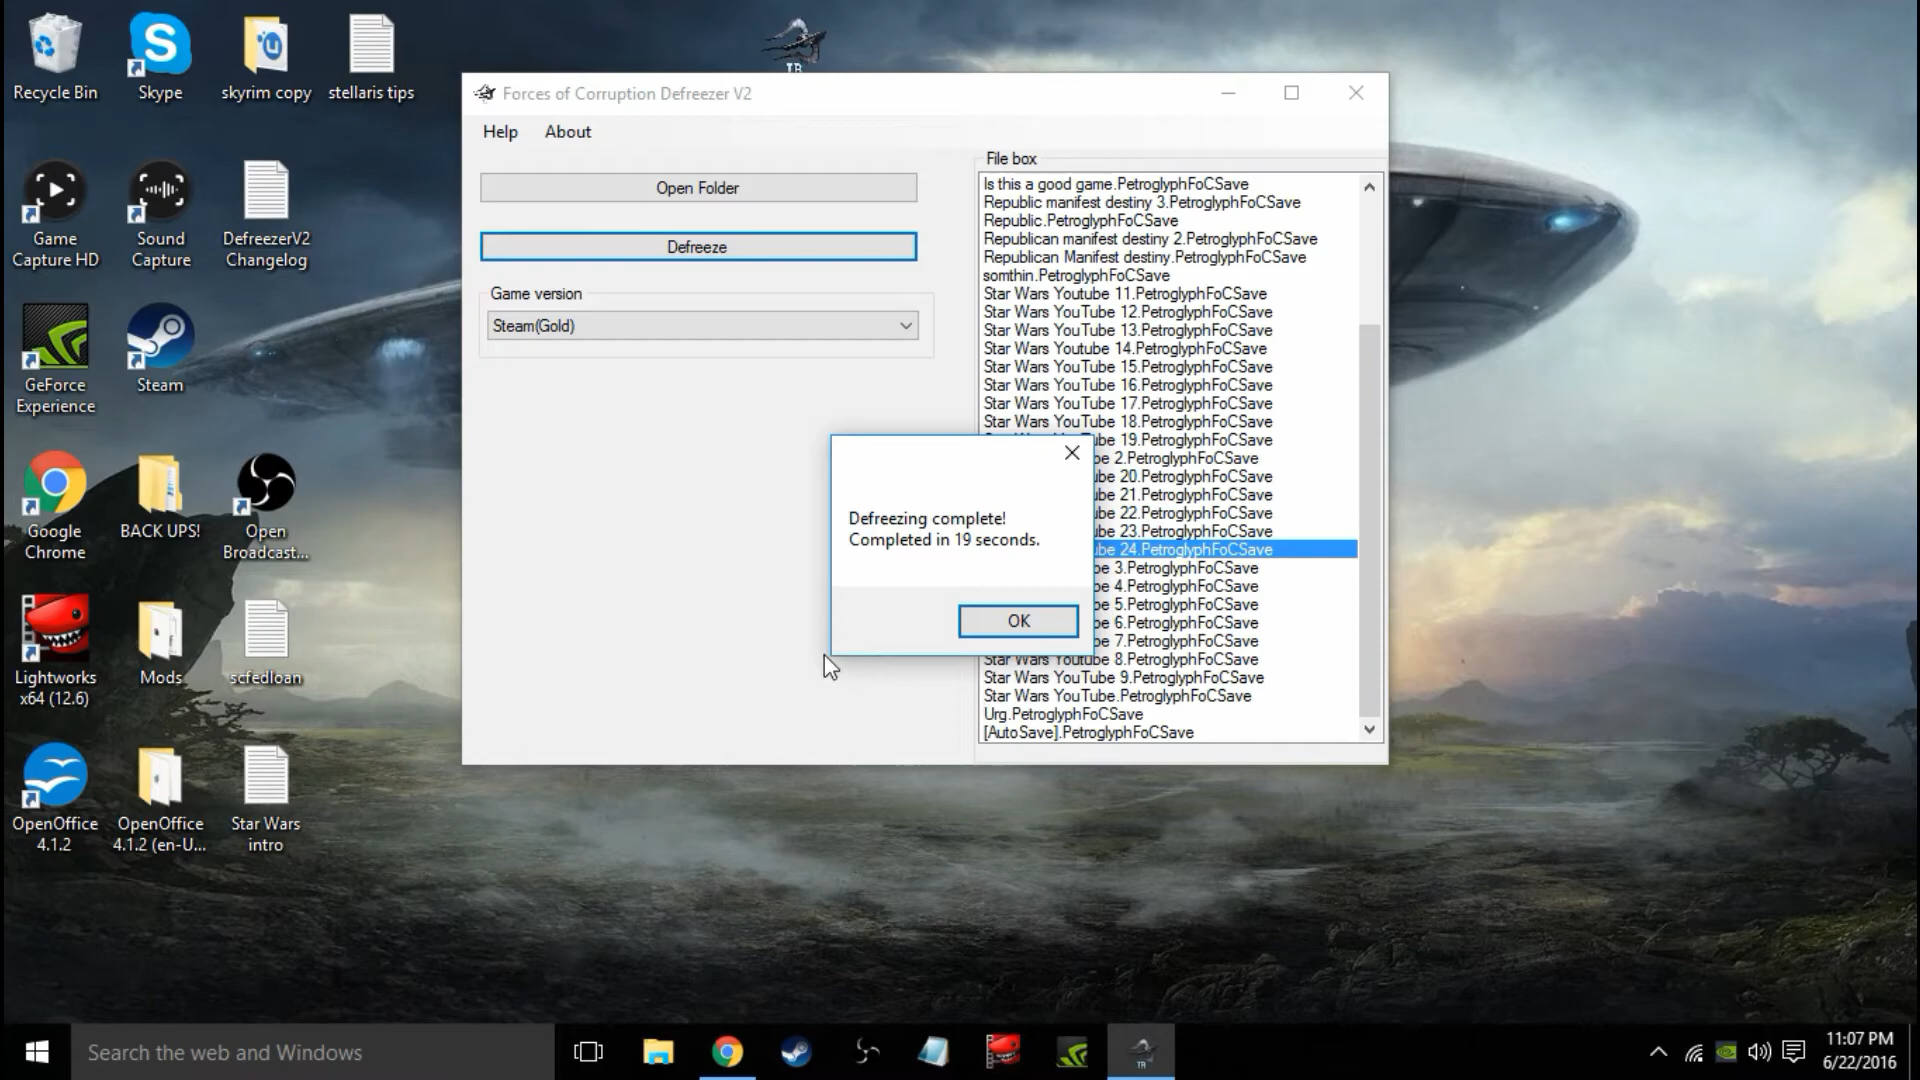 Recycle Bin
Skype
skyrim copy
stellaris tips
Game
Capture HD
Sound
Capture
DefreezerV2
Changelog
GeForce
Experience
Steam
Google
Chrome
BACK UPS!
Open
Broadcast...
Lightworks
x64 (12.6)
Mods
scfedloan
OpenOffice
4.1.2
OpenOffice
4.1.2 (en-U...
Star Wars
intro
TR
Forces of Corruption Defreezer V2
Help
About
Open Folder
Defreeze
Game version
Steam(Gold)
File box
Is this a good game.PetroglyphFoCSave
Republic manifest destiny 3.PetroglyphFoCSave
Republic.PetroglyphFoCSave
Republican manifest destiny 2.PetroglyphFoCSave
Republican Manifest destiny.PetroglyphFoCSave
somthin.PetroglyphFoCSave
Star Wars Youtube 11.PetroglyphFoCSave
Star Wars YouTube 12.PetroglyphFoCSave
Star Wars YouTube 13.PetroglyphFoCSave
Star Wars Youtube 14.PetroglyphFoCSave
Star Wars YouTube 15.PetroglyphFoCSave
Star Wars YouTube 16.PetroglyphFoCSave
Star Wars YouTube 17.PetroglyphFoCSave
Star Wars YouTube 18.PetroglyphFoCSave
ube 19.PetroglyphFoCSave
be 2.PetroglyphFoCSave
ube 20.PetroglyphFoCSave
ube 21.PetroglyphFoCSave
ube 22.PetroglyphFoCSave
ube 23.PetroglyphFoCSave
ube 24.PetroglyphFoCSave
be 3.PetroglyphFoCSave
be 4.PetroglyphFoCSave
be 5.PetroglyphFoCSave
be 6.PetroglyphFoCSave
be 7.PetroglyphFoCSave
Star Wars YouTube 8.PetroglyphFoCSave
Star Wars YouTube 9.PetroglyphFoCSave
Star Wars YouTube.PetroglyphFoCSave
Urg.PetroglyphFoCSave
[AutoSave].PetroglyphFoCSave
Defreezing complete!
Completed in 19 seconds.
OK
Search the web and Windows
TR
11:07 PM
6/22/2016